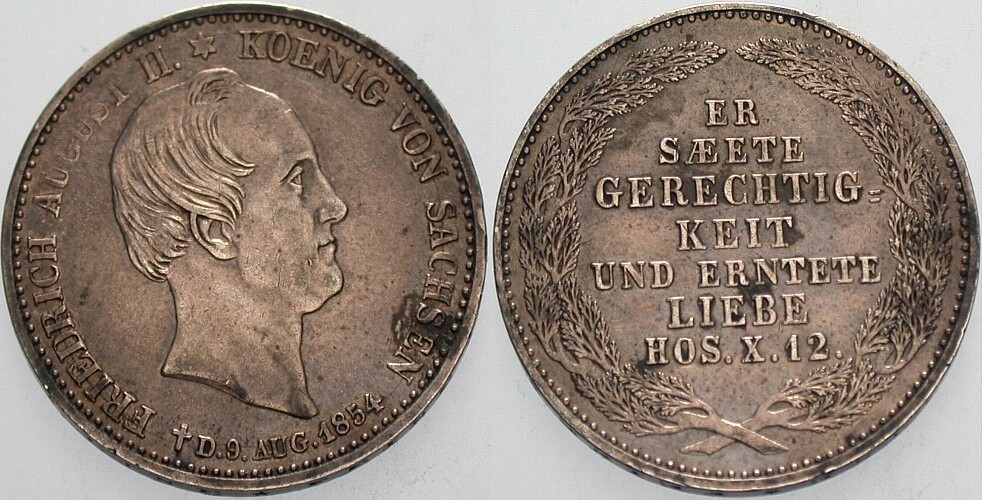 FRIEDRICH AUGUST II. ✶ KOENIG VON SACHSEN
✝ D. 9. AUG. 1854
ER
SÆETE
GERECHTIG=
KEIT
UND ERNTETE
LIEBE
HOS. X. 12.